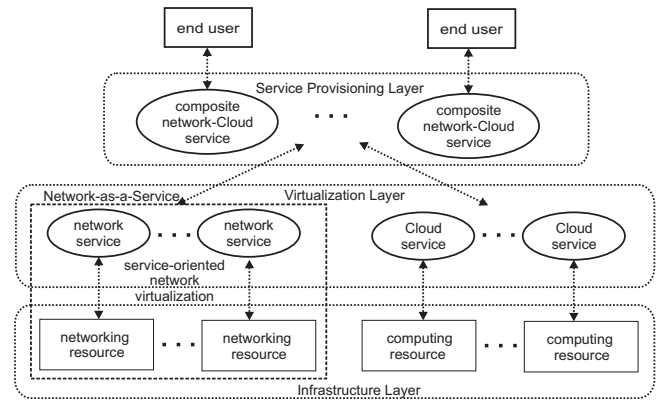 end user
end user
Service Provisioning Layer
composite
network-Cloud
service
. . .
composite
network-Cloud
service
Network-as-a-Service
Virtualization Layer
network
service
. . .
network
service
Cloud
service
. . .
Cloud
service
service-oriented
network
virtualization
networking
resource
. . .
networking
resource
computing
resource
. . .
computing
resource
Infrastructure Layer